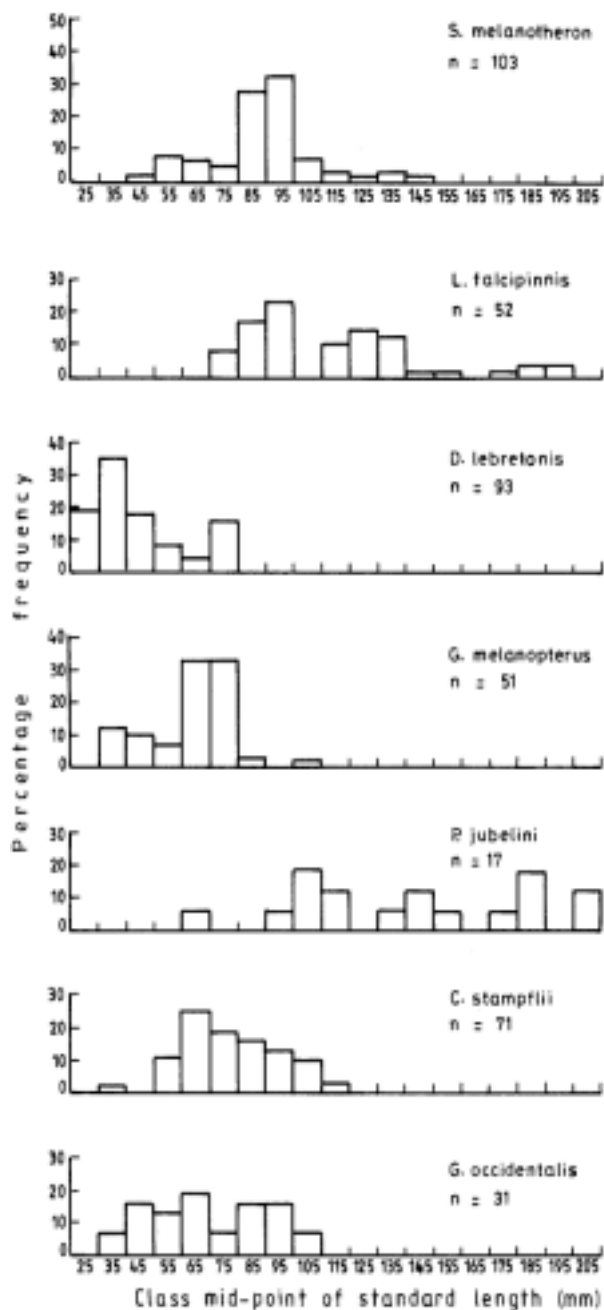 50
40
30
20
10
0
S. melanotheron
n = 103
25 35 45 55 65 75 85 95 105 115 125 135 145 155 165 175 185 195 205
30
20
10
0
L. falcipinnis
n = 52
40
30
20
10
0
D. lebretonis
n = 93
40
30
20
10
0
G. melanopterus
n = 51
30
20
10
0
P. jubelini
n = 17
30
20
10
0
C. stampflii
n = 71
30
20
10
0
G. occidentalis
n = 31
25 35 45 55 65 75 85 95 105 115 125 135 145 155 165 175 185 195 205
Class mid-point of standard length (mm)
Percentage frequency